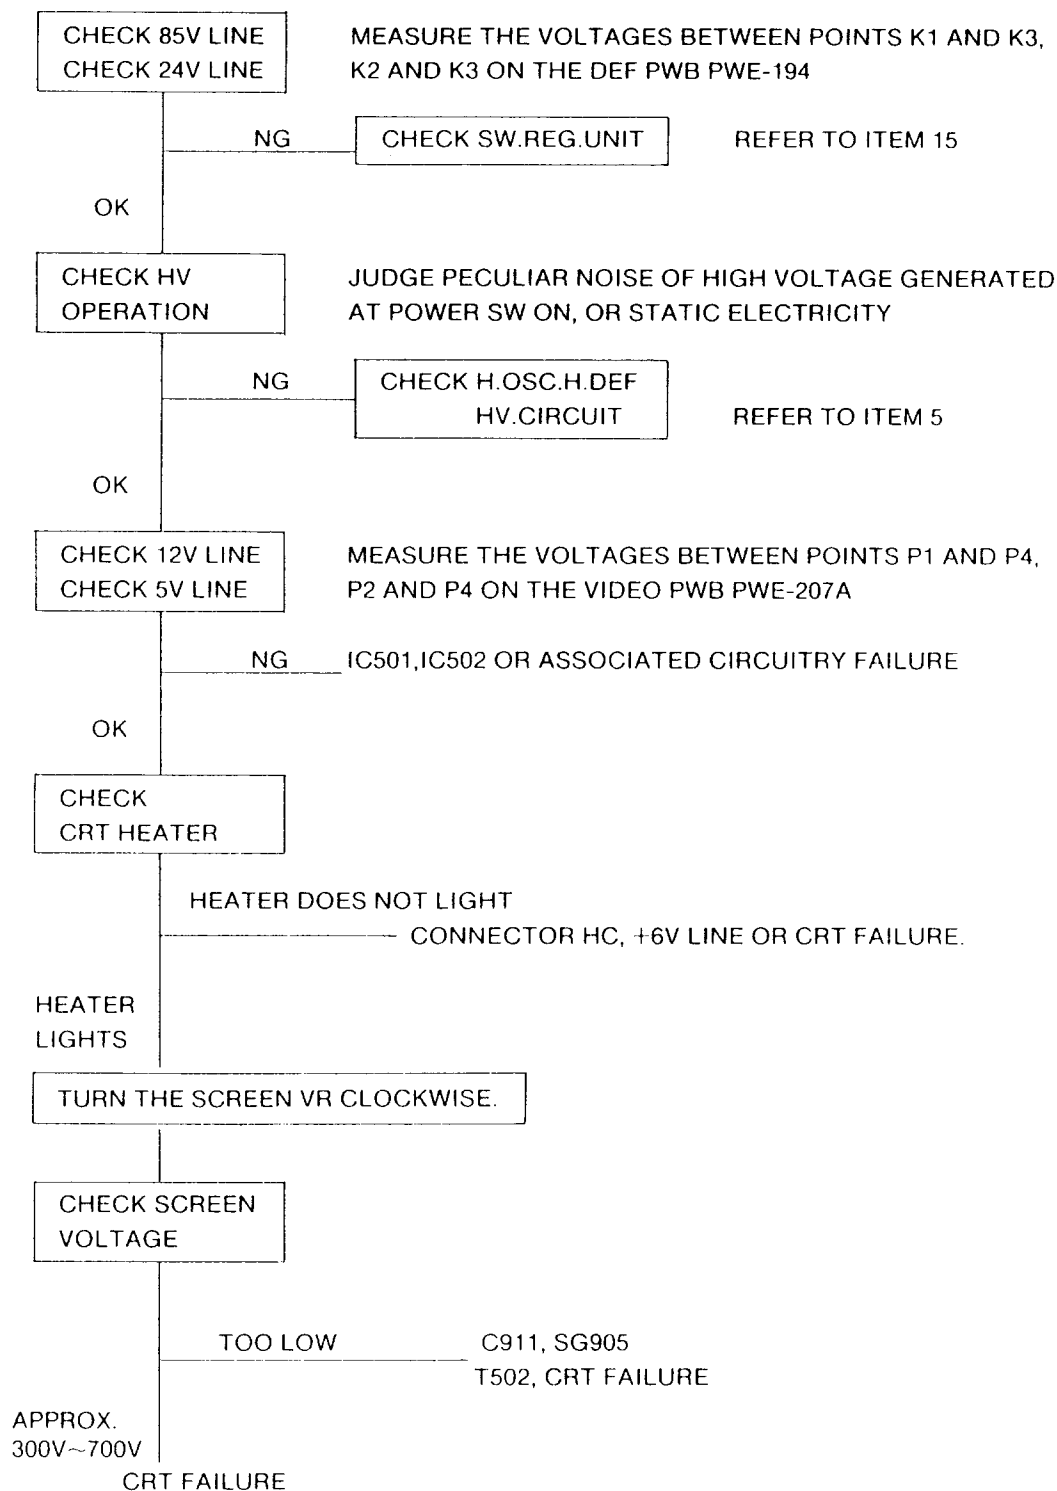 CHECK 85V LINE
CHECK 24V LINE
MEASURE THE VOLTAGES BETWEEN POINTS K1 AND K3,
K2 AND K3 ON THE DEF PWB PWE-194
NG
CHECK SW.REG.UNIT
REFER TO ITEM 15
OK
CHECK HV
OPERATION
JUDGE PECULIAR NOISE OF HIGH VOLTAGE GENERATED
AT POWER SW ON, OR STATIC ELECTRICITY
NG
CHECK H.OSC.H.DEF
HV.CIRCUIT
REFER TO ITEM 5
OK
CHECK 12V LINE
CHECK 5V LINE
MEASURE THE VOLTAGES BETWEEN POINTS P1 AND P4,
P2 AND P4 ON THE VIDEO PWB PWE-207A
NG
IC501,IC502 OR ASSOCIATED CIRCUITRY FAILURE
OK
CHECK
CRT HEATER
HEATER DOES NOT LIGHT
CONNECTOR HC, +6V LINE OR CRT FAILURE.
HEATER
LIGHTS
TURN THE SCREEN VR CLOCKWISE.
CHECK SCREEN
VOLTAGE
TOO LOW
C911, SG905
T502, CRT FAILURE
APPROX.
300V~700V
CRT FAILURE